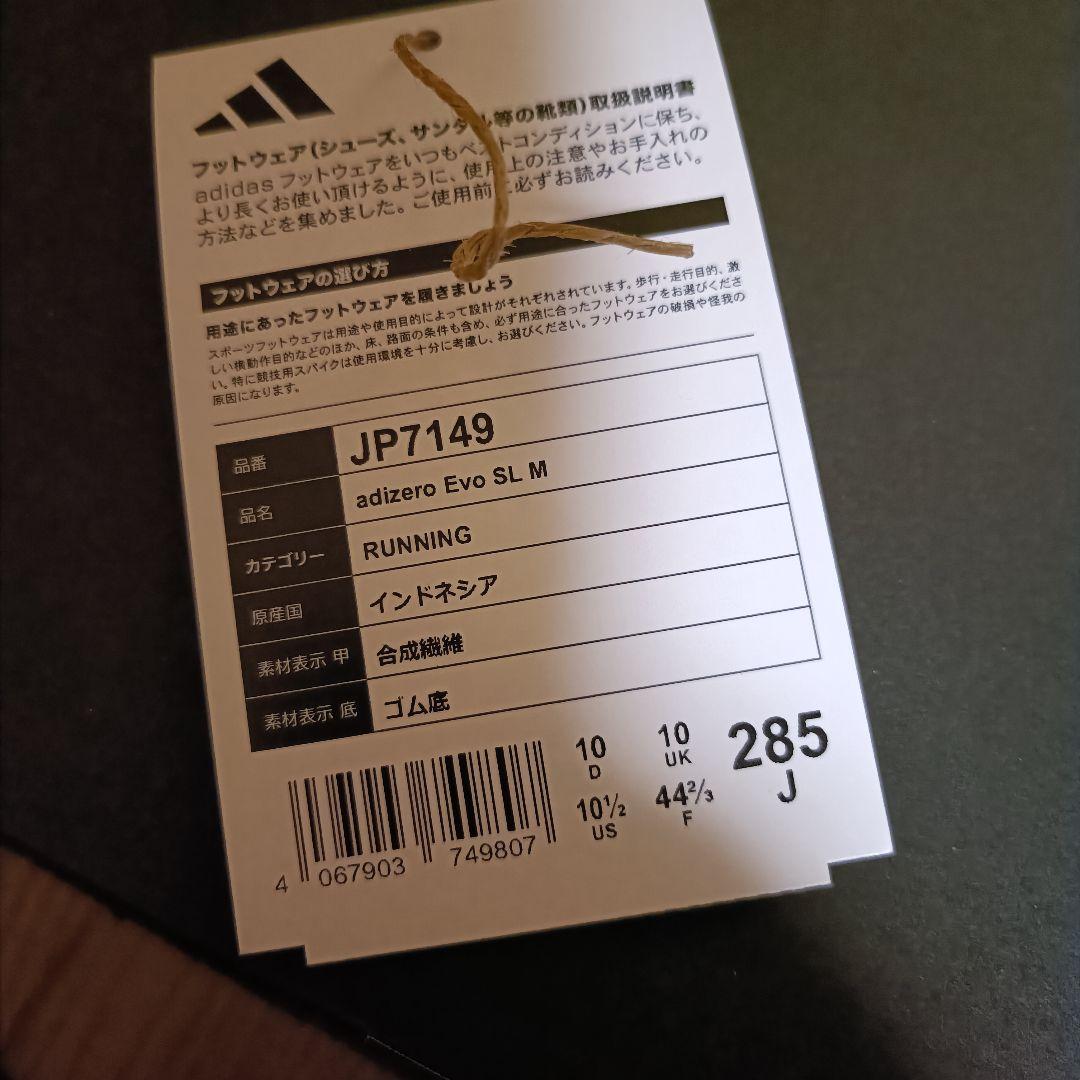 フットウェア(シューズ、サンダル等の靴類)取扱説明書
adidas フットウェアをいつもベストコンディションに保ち、
より長くお使い頂けるように、使用上の注意やお手入れの
方法などを集めました。ご使用前に必ずお読みください。
フットウェアの選び方
用途にあったフットウェアを履きましょう
スポーツフットウェアは用途や使用目的によって設計がそれぞれされています。歩行・走行目的、激
しい横動作目的などのほか、床、路面の条件も含め、必ず用途に合ったフットウェアをお選びくださ
い。特に競技用スパイクは使用環境を十分に考慮し、お選びください。フットウェアの破損や怪我の
原因になります。
品番 JP7149
品名 adizero Evo SL M
カテゴリー RUNNING
原産国 インドネシア
素材表示 甲 合成繊維
素材表示 底 ゴム底
10 D 10 UK 285 J
10½ US 44⅔ F
4 067903 749807